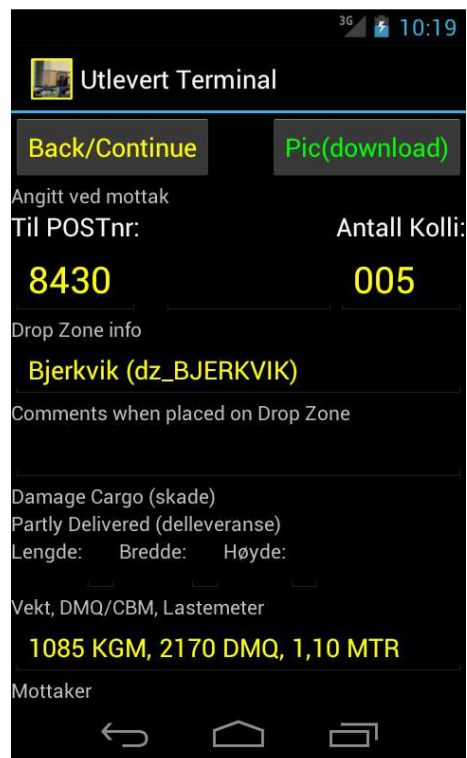 3G 10:19
Utlevert Terminal
Back/Continue Pic(download)
Angitt ved mottak
Til POSTnr: Antall Kolli:
8430 005
Drop Zone info
Bjerkvik (dz_BJERKVIK)
Comments when placed on Drop Zone
Damage Cargo (skade)
Partly Delivered (delleveranse)
Lengde: Bredde: Høyde:
Vekt, DMQ/CBM, Lastemeter
1085 KGM, 2170 DMQ, 1,10 MTR
Mottaker